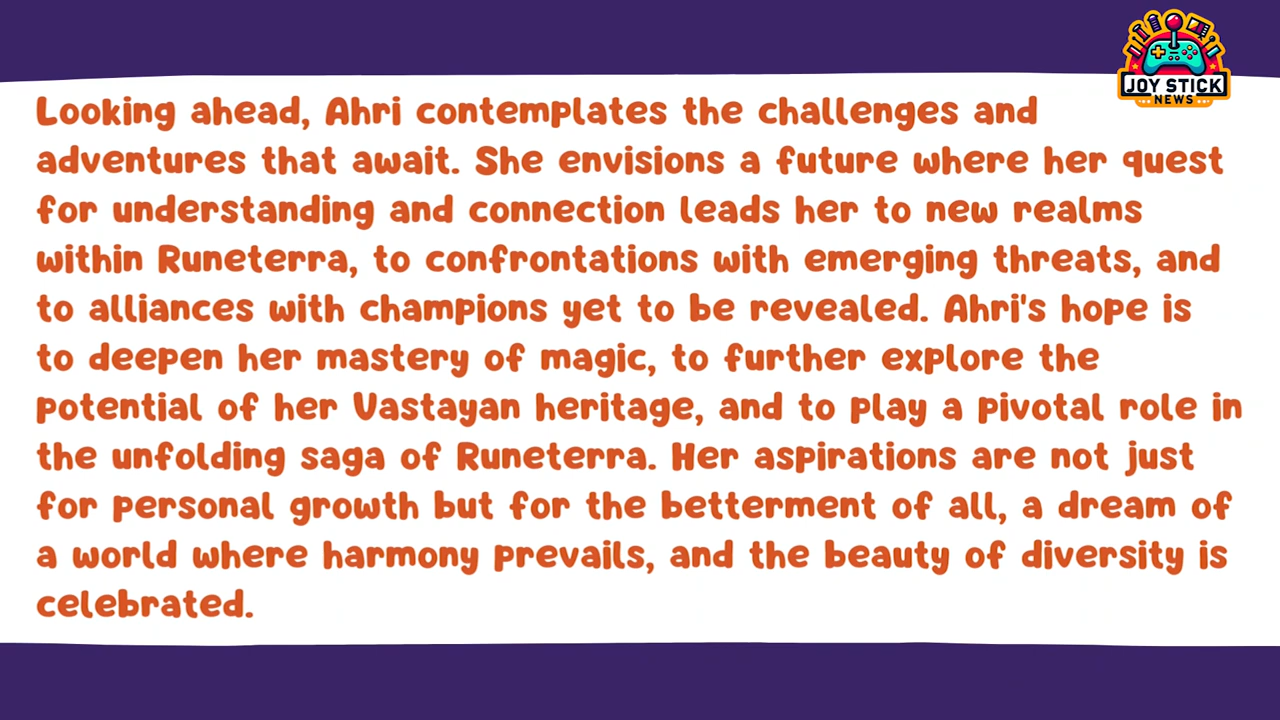 JOY STICK
NEWS
Looking ahead, Ahri contemplates the challenges and
adventures that await. She envisions a future where her quest
for understanding and connection leads her to new realms
within Runeterra, to confrontations with emerging threats, and
to alliances with champions yet to be revealed. Ahri's hope is
to deepen her mastery of magic, to further explore the
potential of her Vastayan heritage, and to play a pivotal role in
the unfolding saga of Runeterra. Her aspirations are not just
for personal growth but for the betterment of all, a dream of
a world where harmony prevails, and the beauty of diversity is
celebrated.